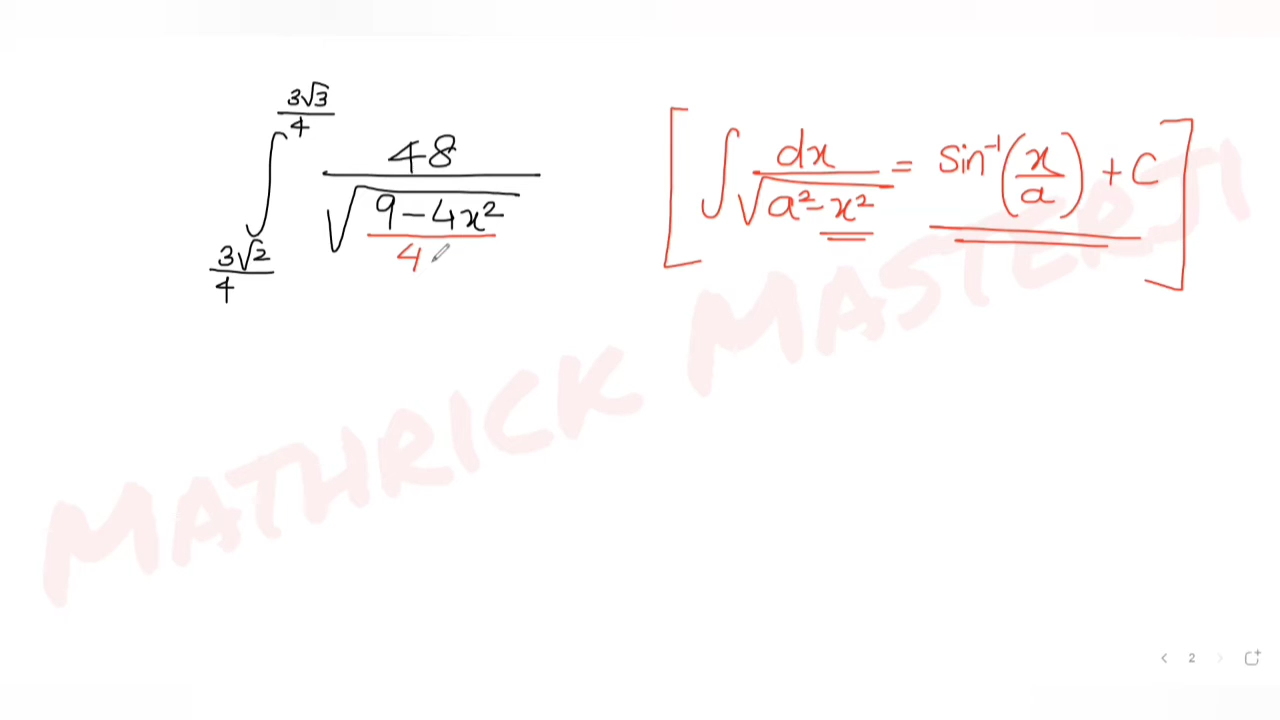 ∫_{3√2/4}^{3√3/4} 48/√(9-4x²)
4
[∫ dx/√(a²-x²) = sin⁻¹(x/a) + C]
MATHRICK MASTERJI
2